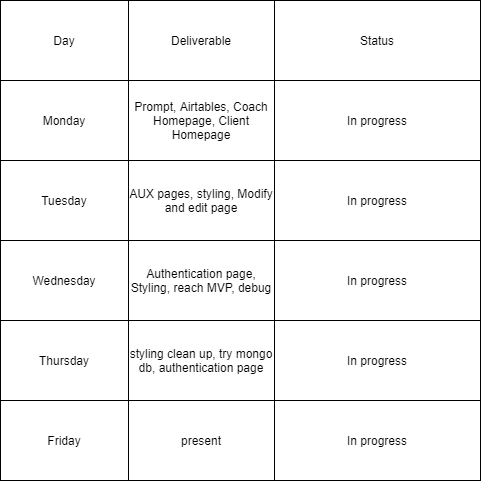 Day
Deliverable
Status
Monday
Prompt, Airtables, Coach
Homepage, Client
Homepage
In progress
Tuesday
AUX pages, styling, Modify
and edit page
In progress
Wednesday
Authentication page,
Styling, reach MVP, debug
In progress
Thursday
styling clean up, try mongo
db, authentication page
In progress
Friday
present
In progress